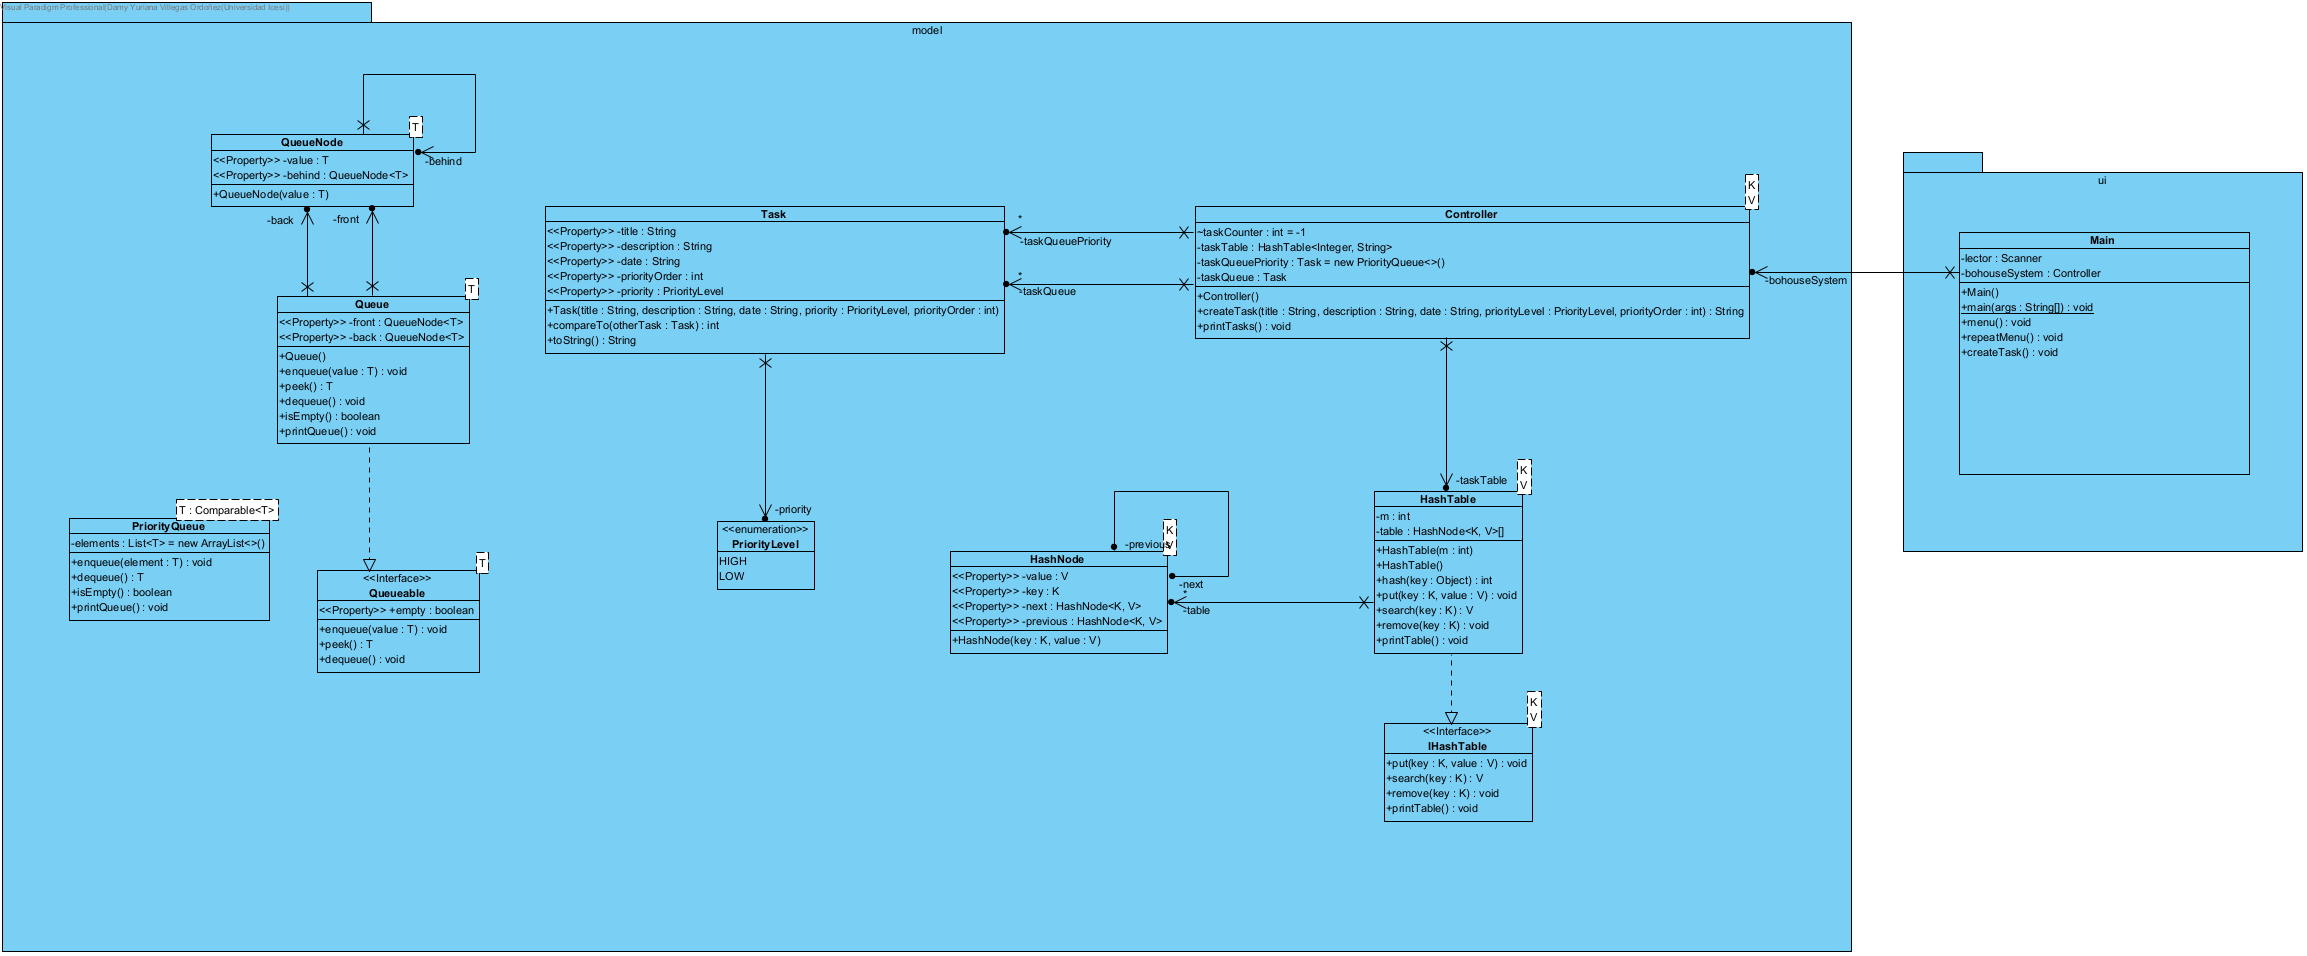 Visual Paradigm Professional(Damy Yuriana Villegas Ordoñez(Universidad Icesi))
model
T
QueueNode
<<Property>> -value : T
<<Property>> -behind : QueueNode<T>
+QueueNode(value : T)
-behind
-back
-front
T
Queue
<<Property>> -front : QueueNode<T>
<<Property>> -back : QueueNode<T>
+Queue()
+enqueue(value : T) : void
+peek() : T
+dequeue() : void
+isEmpty() : boolean
+printQueue() : void
T : Comparable<T>
PriorityQueue
-elements : List<T> = new ArrayList<>()
+enqueue(element : T) : void
+dequeue() : T
+isEmpty() : boolean
+printQueue() : void
T
<<Interface>>
Queueable
<<Property>> +empty : boolean
+enqueue(value : T) : void
+peek() : T
+dequeue() : void
Task
<<Property>> -title : String
<<Property>> -description : String
<<Property>> -date : String
<<Property>> -priorityOrder : int
<<Property>> -priority : PriorityLevel
+Task(title : String, description : String, date : String, priority : PriorityLevel, priorityOrder : int)
+compareTo(otherTask : Task) : int
+toString() : String
*
-taskQueuePriority
*
-taskQueue
-priority
<<enumeration>>
PriorityLevel
HIGH
LOW
K
V
Controller
~taskCounter : int = -1
-taskTable : HashTable<Integer, String>
-taskQueuePriority : Task = new PriorityQueue<>()
-taskQueue : Task
+Controller()
+createTask(title : String, description : String, date : String, priorityLevel : PriorityLevel, priorityOrder : int) : String
+printTasks() : void
-bohouseSystem
-taskTable
K
V
HashTable
-m : int
-table : HashNode<K, V>[]
+HashTable(m : int)
+HashTable()
+hash(key : Object) : int
+put(key : K, value : V) : void
+search(key : K) : V
+remove(key : K) : void
+printTable() : void
K
V
-previous
HashNode
<<Property>> -value : V
<<Property>> -key : K
<<Property>> -next : HashNode<K, V>
<<Property>> -previous : HashNode<K, V>
+HashNode(key : K, value : V)
-next
*
-table
K
V
<<Interface>>
IHashTable
+put(key : K, value : V) : void
+search(key : K) : V
+remove(key : K) : void
+printTable() : void
ui
Main
-lector : Scanner
-bohouseSystem : Controller
+Main()
+main(args : String[]) : void
+menu() : void
+repeatMenu() : void
+createTask() : void